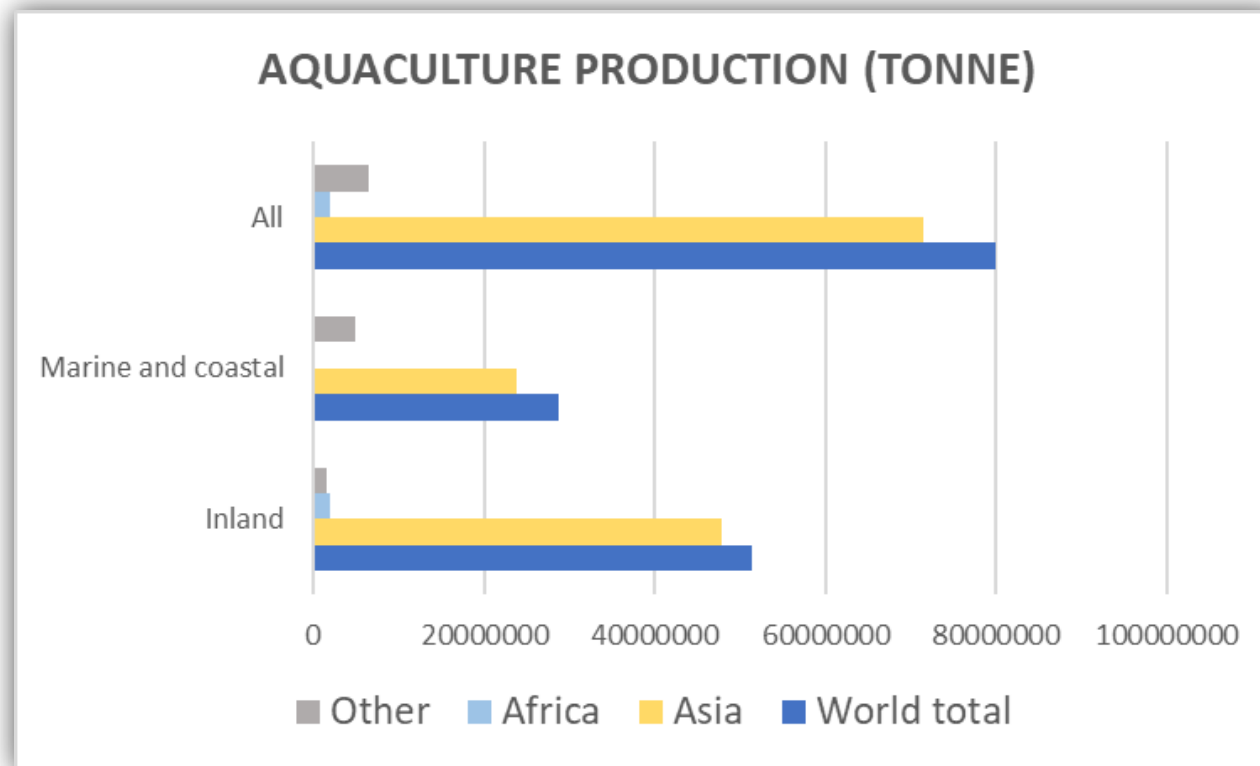 AQUACULTURE PRODUCTION (TONNE)
All
Marine and coastal
Inland
0 20000000 40000000 60000000 80000000 100000000
Other Africa Asia World total